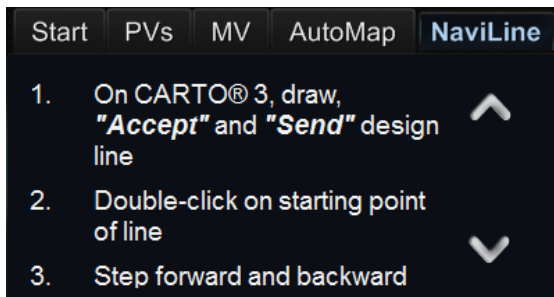 Start PVs MV AutoMap NaviLine
1. On CARTO® 3, draw,
"Accept" and "Send" design
line
2. Double-click on starting point
of line
3. Step forward and backward